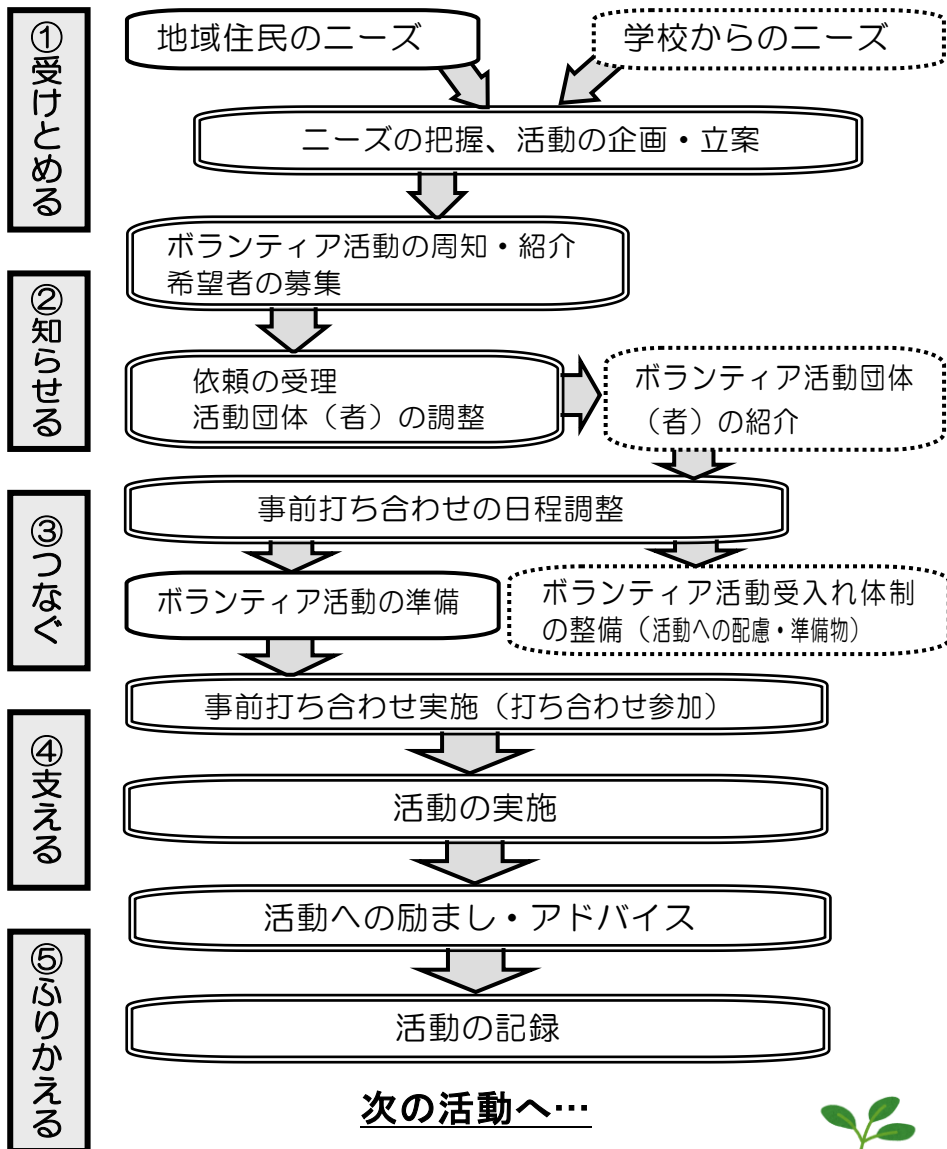 ①受けとめる
地域住民のニーズ
学校からのニーズ
ニーズの把握、活動の企画・立案
ボランティア活動の周知・紹介
希望者の募集
②知らせる
依頼の受理
活動団体（者）の調整
ボランティア活動団体
（者）の紹介
③つなぐ
事前打ち合わせの日程調整
ボランティア活動の準備
ボランティア活動受入れ体制
の整備（活動への配慮・準備物）
事前打ち合わせ実施（打ち合わせ参加）
④支える
活動の実施
活動への励まし・アドバイス
⑤ふりかえる
活動の記録
次の活動へ…